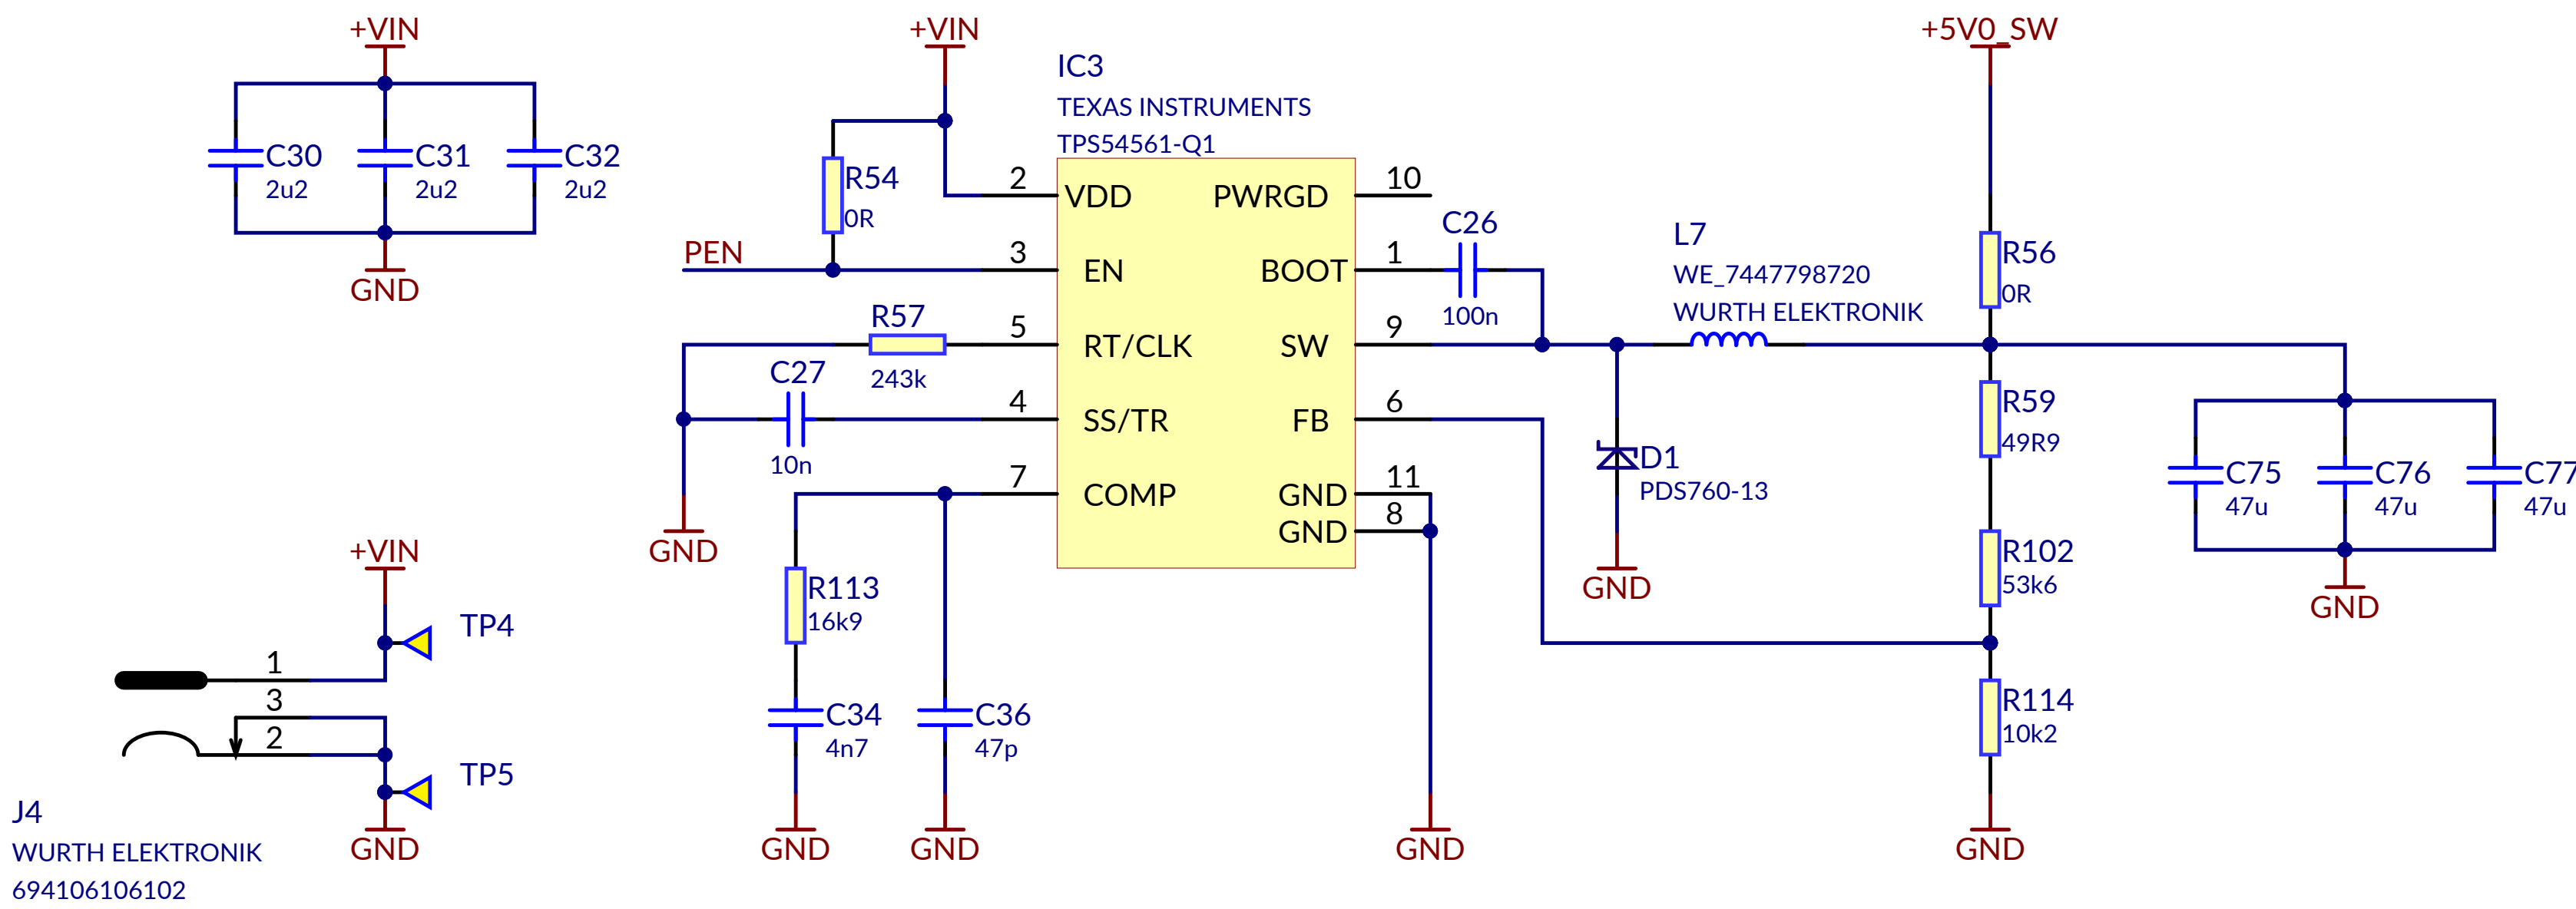 +VIN
C30
2u2
C31
2u2
C32
2u2
GND
+VIN
TP4
1
3
2
TP5
GND
J4
WURTH ELEKTRONIK
694106106102
+VIN
R54
0R
PEN
R57
243k
C27
10n
GND
R113
16k9
C34
4n7
GND
C36
47p
GND
IC3
TEXAS INSTRUMENTS
TPS54561-Q1
2 VDD
3 EN
5 RT/CLK
4 SS/TR
7 COMP
PWRGD 10
BOOT 1
SW 9
FB 6
GND 11
GND 8
GND
C26
100n
L7
WE_7447798720
WURTH ELEKTRONIK
D1
PDS760-13
GND
+5V0_SW
R56
0R
R59
49R9
R102
53k6
R114
10k2
GND
C75
47u
C76
47u
C77
47u
GND